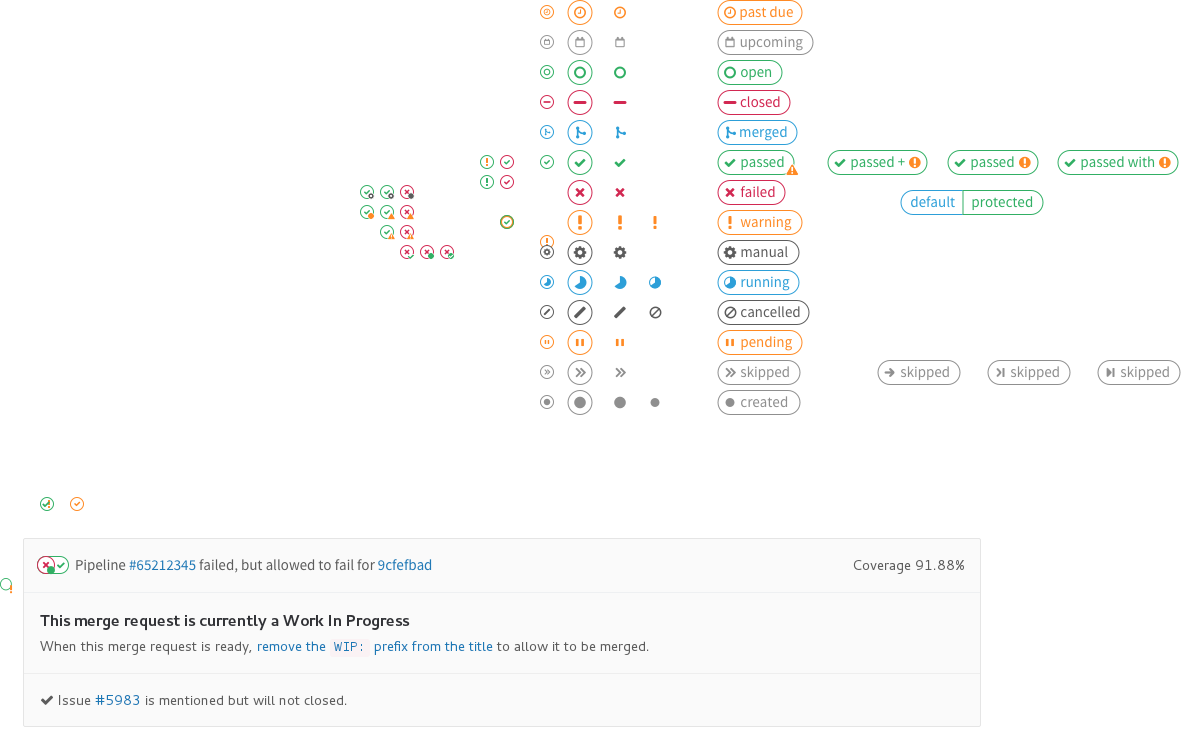 past due
upcoming
open
closed
merged
passed passed + passed passed with
failed
default protected
warning
manual
running
cancelled
pending
skipped skipped skipped skipped
created
Pipeline #65212345 failed, but allowed to fail for 9cfefbad Coverage 91.88%
This merge request is currently a Work In Progress
When this merge request is ready, remove the WIP: prefix from the title to allow it to be merged.
Issue #5983 is mentioned but will not closed.